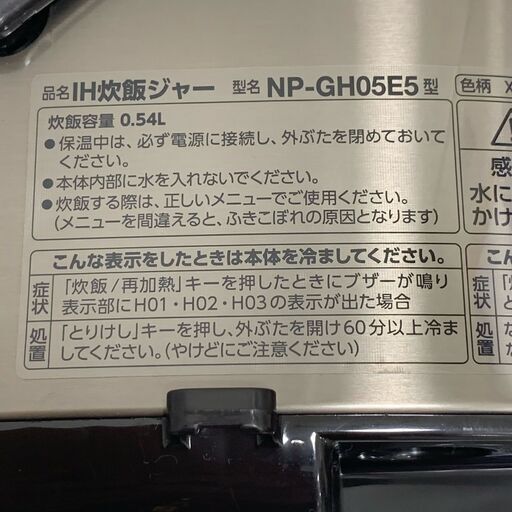 品名 IH炊飯ジャー 型名 NP-GH05E5型
炊飯容量 0.54L
●保温中は、必ず電源に接続し、外ぶたを閉めておいて
ください。
●本体内部に水を入れないでください。
●炊飯する際は、正しいメニューでご使用ください。
(メニューを間違えると、ふきこぼれの原因となります)
こんな表示をしたときは本体を冷ましてください。
症状 「炊飯/再加熱」キーを押したときにブザーが鳴り
表示部にH01・H02・H03の表示が出た場合
処置 「とりけし」キーを押し、外ぶたを開け60分以上冷ま
してください。(やけどにご注意ください)
色柄 X
感
水に
かけ
こんな
症状
処置